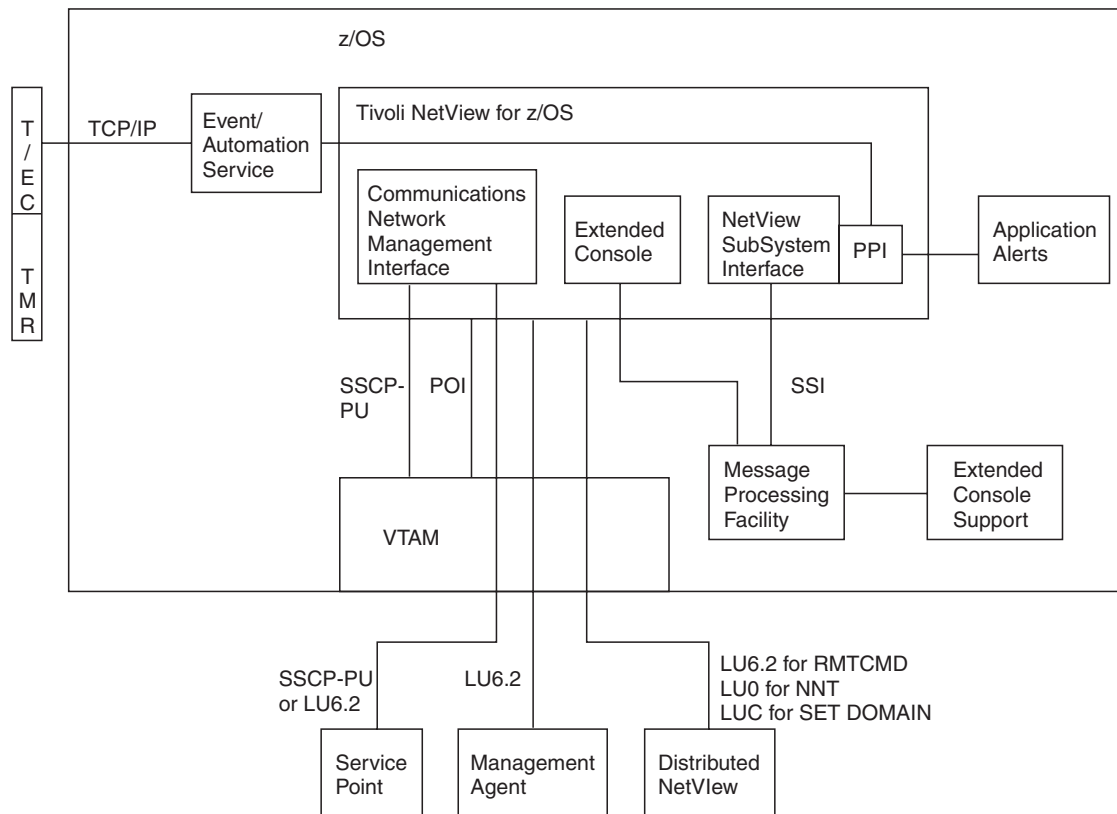 z/OS
T
/
EC
T
M
R
TCP/IP
Event/
Automation
Service
Tivoli NetView for z/OS
Communications
Network
Management
Interface
Extended
Console
NetView
SubSystem
Interface
PPI
Application
Alerts
SSCP-
PU
POI
SSI
VTAM
Message
Processing
Facility
Extended
Console
Support
SSCP-PU
or LU6.2
LU6.2
LU6.2 for RMTCMD
LU0 for NNT
LUC for SET DOMAIN
Service
Point
Management
Agent
Distributed
NetVIew